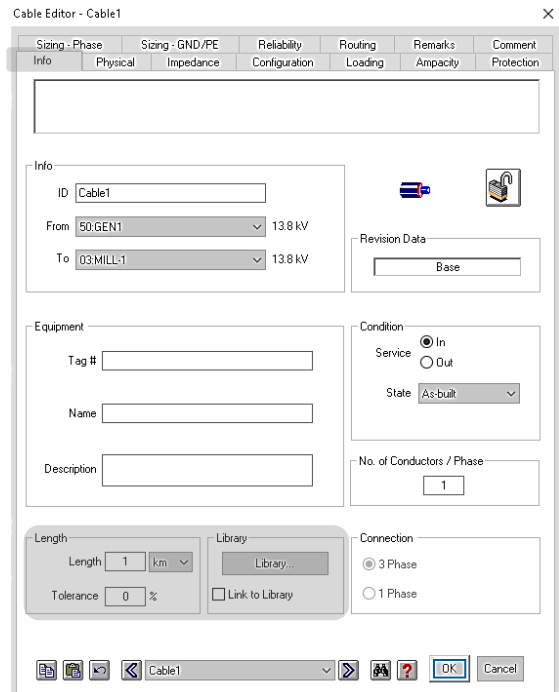 Cable Editor - Cable1
Sizing - Phase Sizing - GND/PE Reliability Routing Remarks Comment
Info Physical Impedance Configuration Loading Ampacity Protection
Info
ID Cable1
From 50:GEN1 13.8 kV
To 03:MILL-1 13.8 kV
Revision Data
Base
Equipment
Tag #
Name
Description
Condition
Service In
Out
State As-built
No. of Conductors / Phase
1
Length
Length 1 km
Tolerance 0 %
Library
Library...
Link to Library
Connection
3 Phase
1 Phase
Cable1 ? OK Cancel